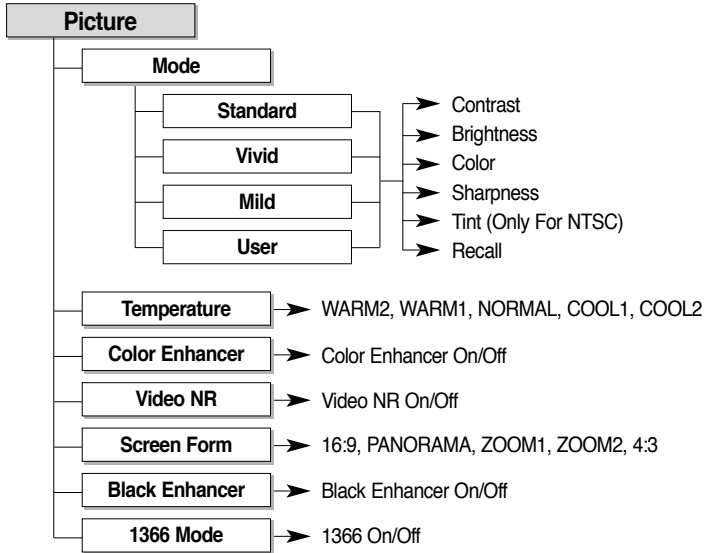 Picture
Mode
Standard
Vivid
Mild
User
Contrast
Brightness
Color
Sharpness
Tint (Only For NTSC)
Recall
Temperature
WARM2, WARM1, NORMAL, COOL1, COOL2
Color Enhancer
Color Enhancer On/Off
Video NR
Video NR On/Off
Screen Form
16:9, PANORAMA, ZOOM1, ZOOM2, 4:3
Black Enhancer
Black Enhancer On/Off
1366 Mode
1366 On/Off